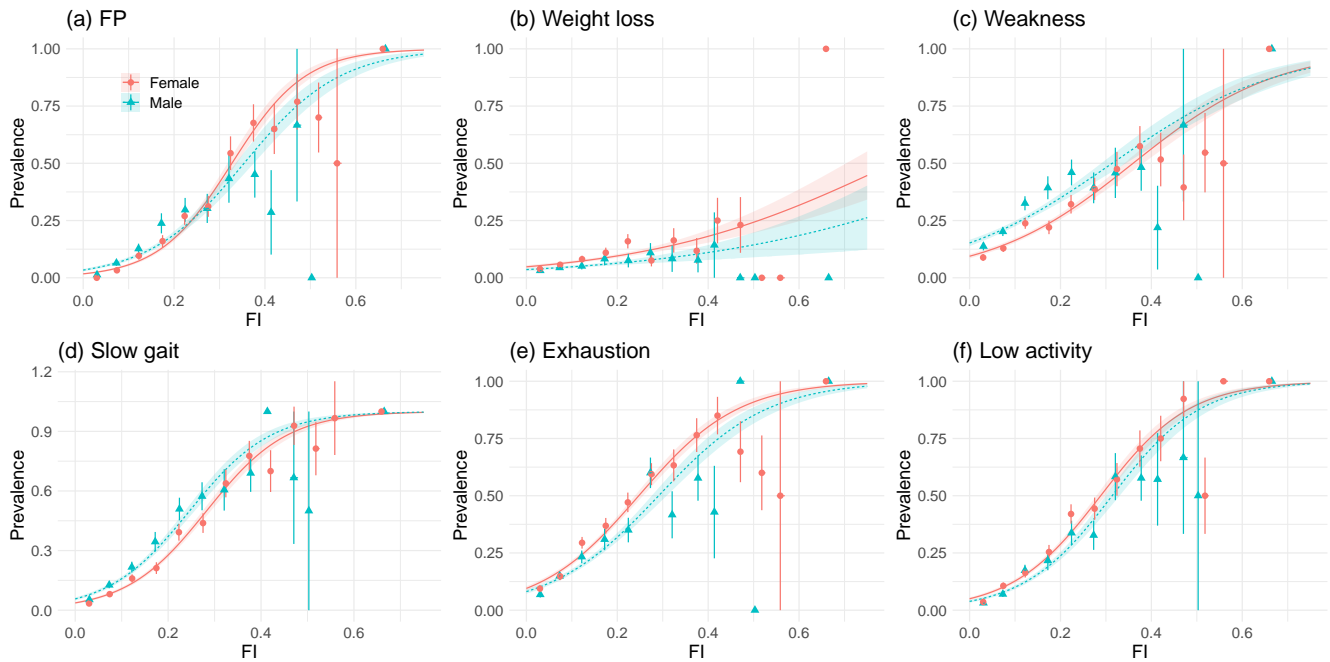 (a) FP
1.00
0.75
0.50
0.25
0.00
Prevalence
Female
Male
0.0 0.2 0.4 0.6
FI
(b) Weight loss
1.00
0.75
0.50
0.25
0.00
Prevalence
0.0 0.2 0.4 0.6
FI
(c) Weakness
1.00
0.75
0.50
0.25
0.00
Prevalence
0.0 0.2 0.4 0.6
FI
(d) Slow gait
1.2
0.9
0.6
0.3
0.0
Prevalence
0.0 0.2 0.4 0.6
FI
(e) Exhaustion
1.00
0.75
0.50
0.25
0.00
Prevalence
0.0 0.2 0.4 0.6
FI
(f) Low activity
1.00
0.75
0.50
0.25
0.00
Prevalence
0.0 0.2 0.4 0.6
FI